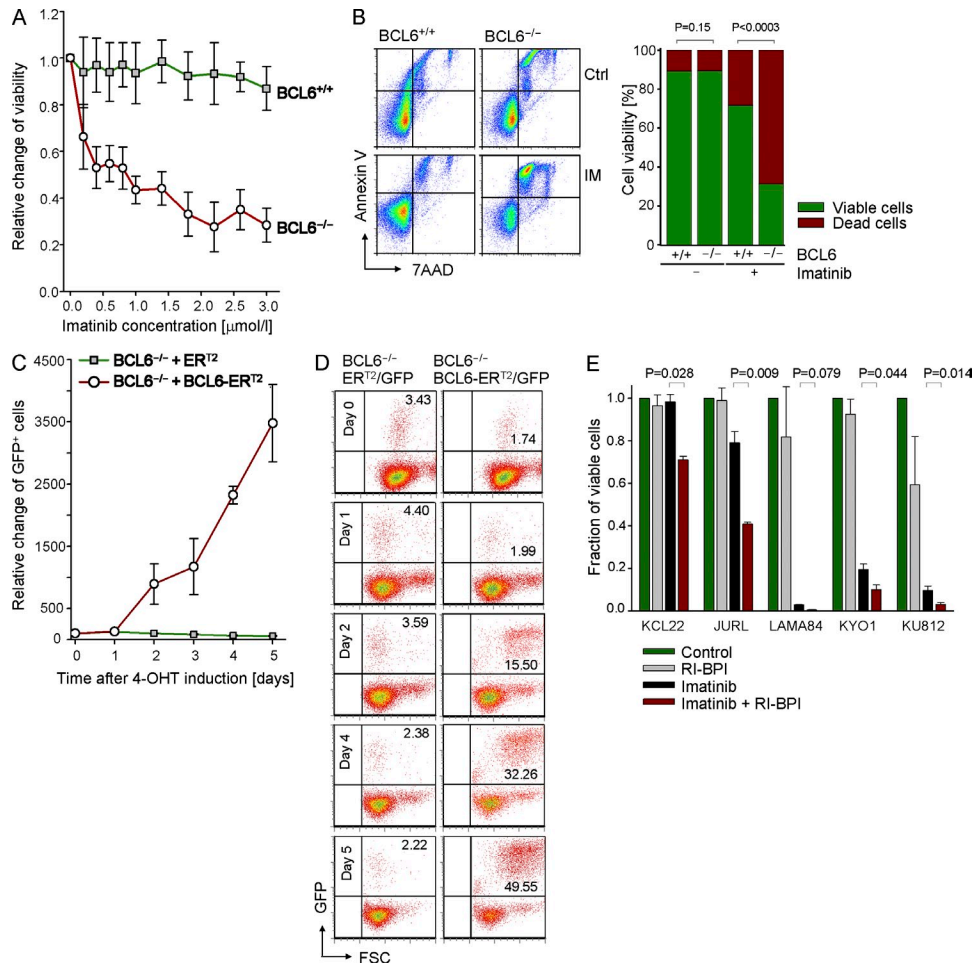 A
1.2
1.0
0.8
0.6
0.4
0.2
0.0
Relative change of viability
BCL6+/+
BCL6−/−
0.0 0.5 1.0 1.5 2.0 2.5 3.0
Imatinib concentration [μmol/l]
B
BCL6+/+ BCL6−/−
Ctrl
IM
Annexin V
7AAD
P=0.15 P<0.0003
Cell viability [%]
100
80
60
40
20
0
+/+ −/− +/+ −/− BCL6
− + Imatinib
Viable cells
Dead cells
C
BCL6−/− + ERT2
BCL6−/− + BCL6-ERT2
4500
3500
2500
1500
500
0
Relative change of GFP+ cells
0 1 2 3 4 5
Time after 4-OHT induction [days]
D
BCL6−/− BCL6−/−
ERT2/GFP BCL6-ERT2/GFP
Day 0 3.43 1.74
Day 1 4.40 1.99
Day 2 3.59 15.50
Day 4 2.38 32.26
Day 5 2.22 49.55
GFP
FSC
E
P=0.028 P=0.009 P=0.079 P=0.044 P=0.014
1.0
0.8
0.6
0.4
0.2
0.0
Fraction of viable cells
KCL22 JURL LAMA84 KYO1 KU812
Control
RI-BPI
Imatinib
Imatinib + RI-BPI